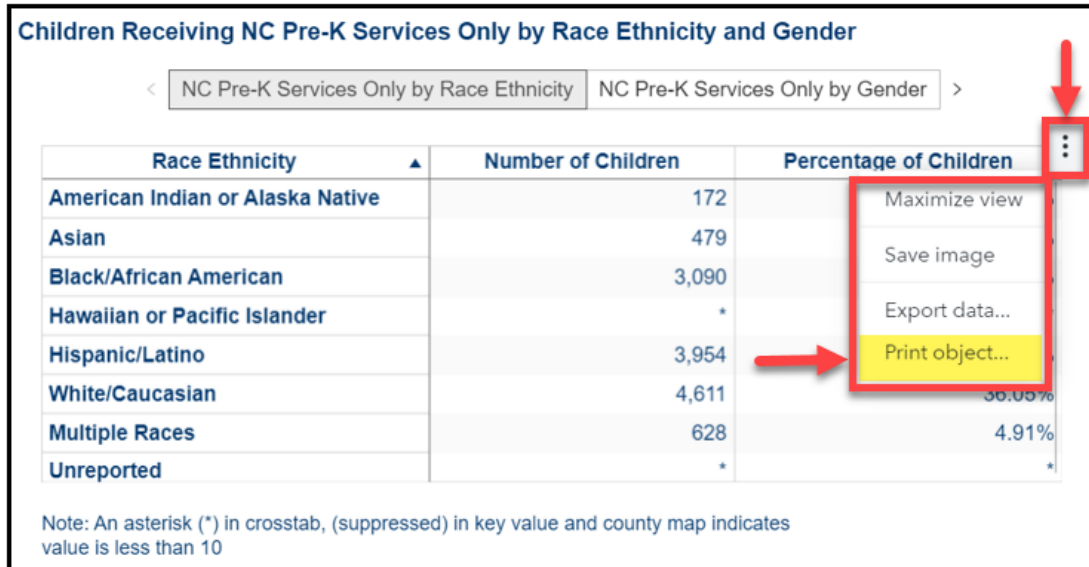 Children Receiving NC Pre-K Services Only by Race Ethnicity and Gender
< NC Pre-K Services Only by Race Ethnicity NC Pre-K Services Only by Gender >
Race Ethnicity ▲ Number of Children Percentage of Children ⋮
American Indian or Alaska Native 172
Maximize view
Asian 479
Save image
Black/African American 3,090
Hawaiian or Pacific Islander *
Export data...
Hispanic/Latino 3,954
Print object...
White/Caucasian 4,611 36.05%
Multiple Races 628 4.91%
Unreported * *
Note: An asterisk (*) in crosstab, (suppressed) in key value and county map indicates
value is less than 10